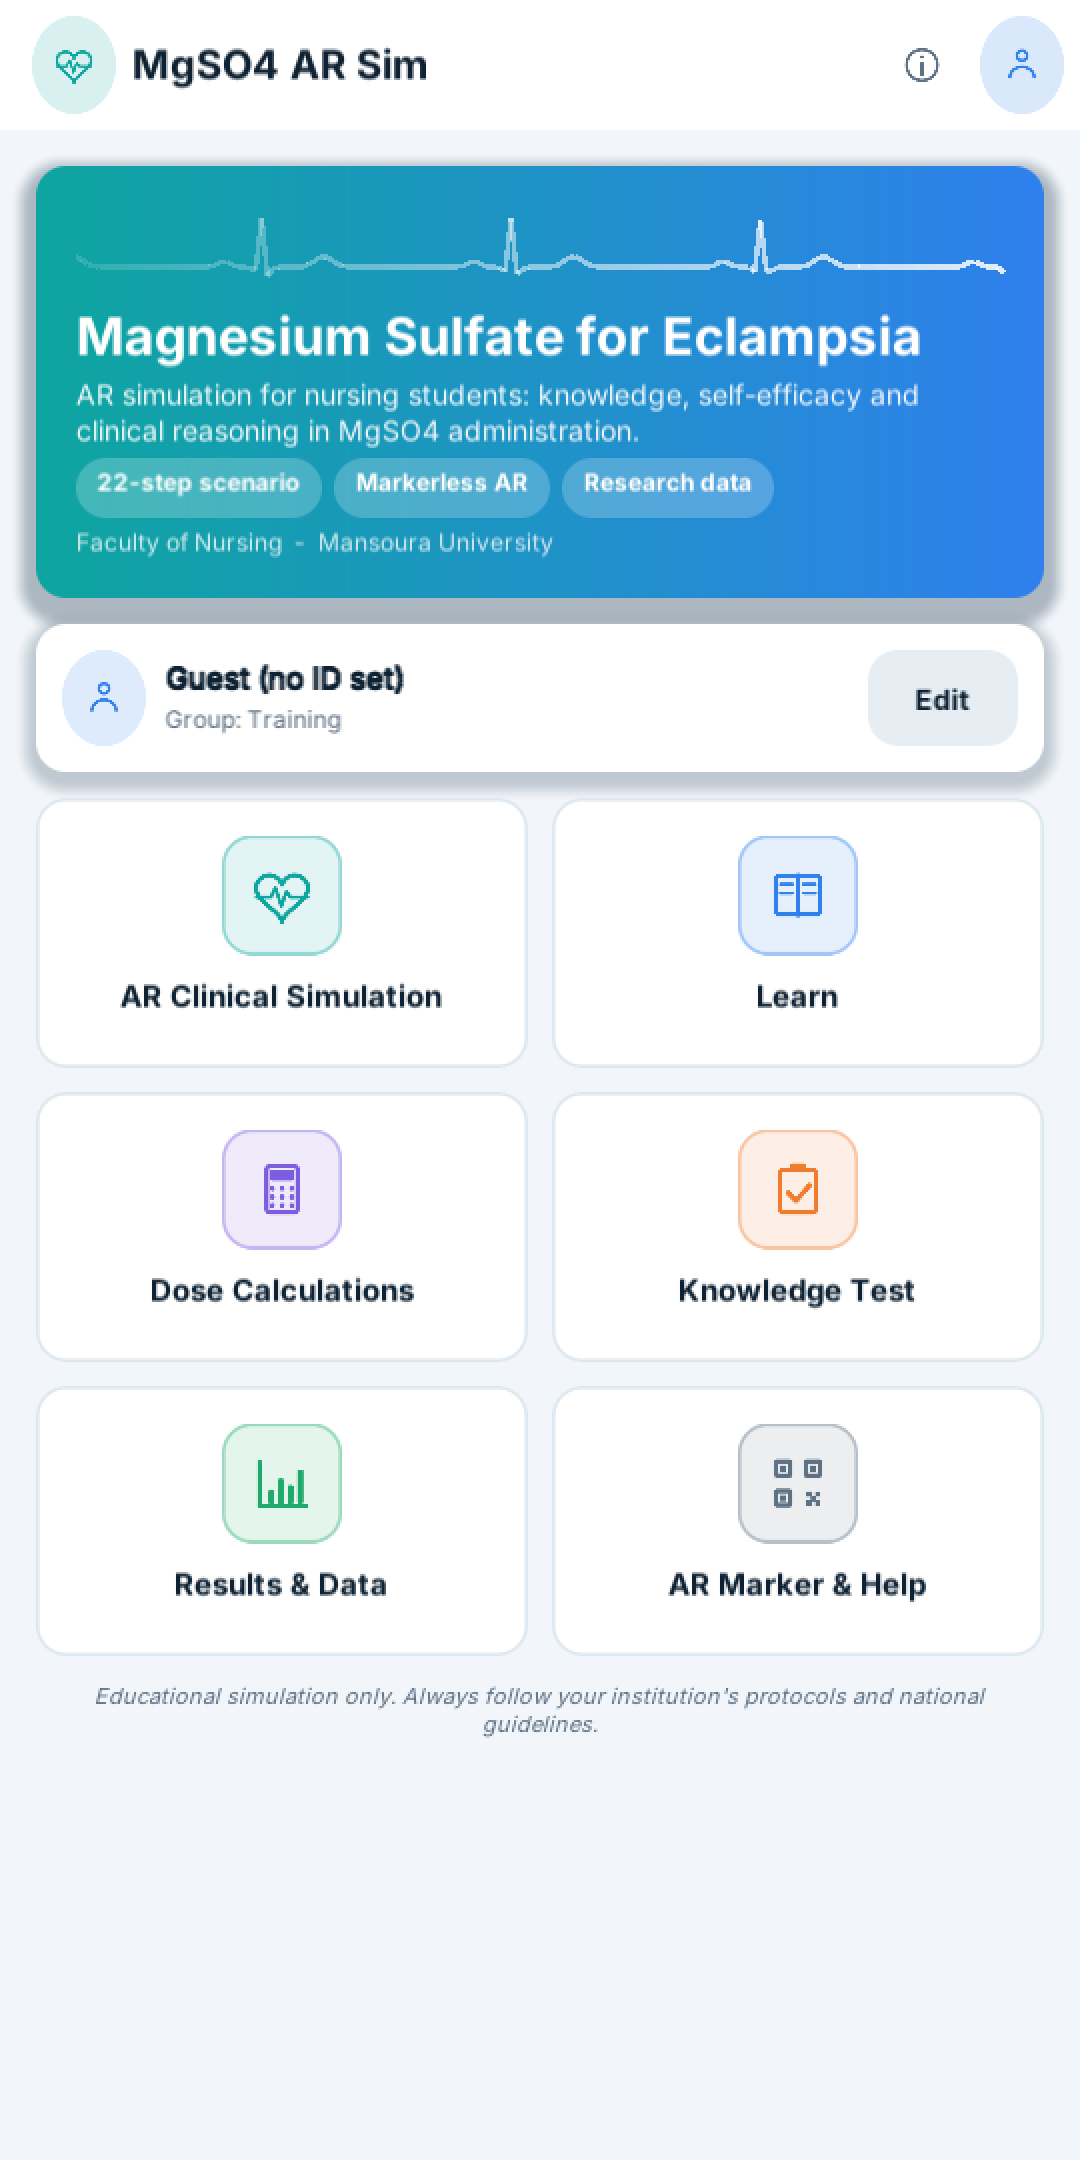 MgSO4 AR Sim
Magnesium Sulfate for Eclampsia
AR simulation for nursing students: knowledge, self-efficacy and
clinical reasoning in MgSO4 administration.
22-step scenario Markerless AR Research data
Faculty of Nursing - Mansoura University
Guest (no ID set)
Group: Training
Edit
AR Clinical Simulation
Learn
Dose Calculations
Knowledge Test
Results & Data
AR Marker & Help
Educational simulation only. Always follow your institution's protocols and national
guidelines.